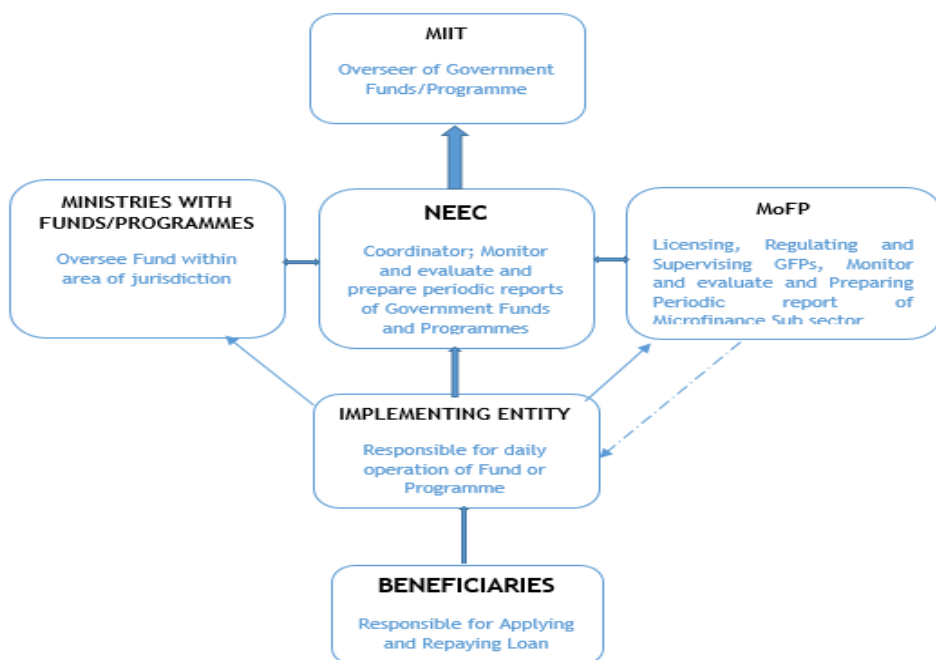 MIIT
Overseer of Government
Funds/Programme
MINISTRIES WITH
FUNDS/PROGRAMMES
Oversee Fund within
area of jurisdiction
NEEC
Coordinator; Monitor
and evaluate and
prepare periodic reports
of Government Funds
and Programmes
MoFP
Licensing, Regulating and
Supervising GFPs, Monitor
and evaluate and Preparing
Periodic report of
Microfinance Sub sector
IMPLEMENTING ENTITY
Responsible for daily
operation of Fund or
Programme
BENEFICIARIES
Responsible for Applying
and Repaying Loan